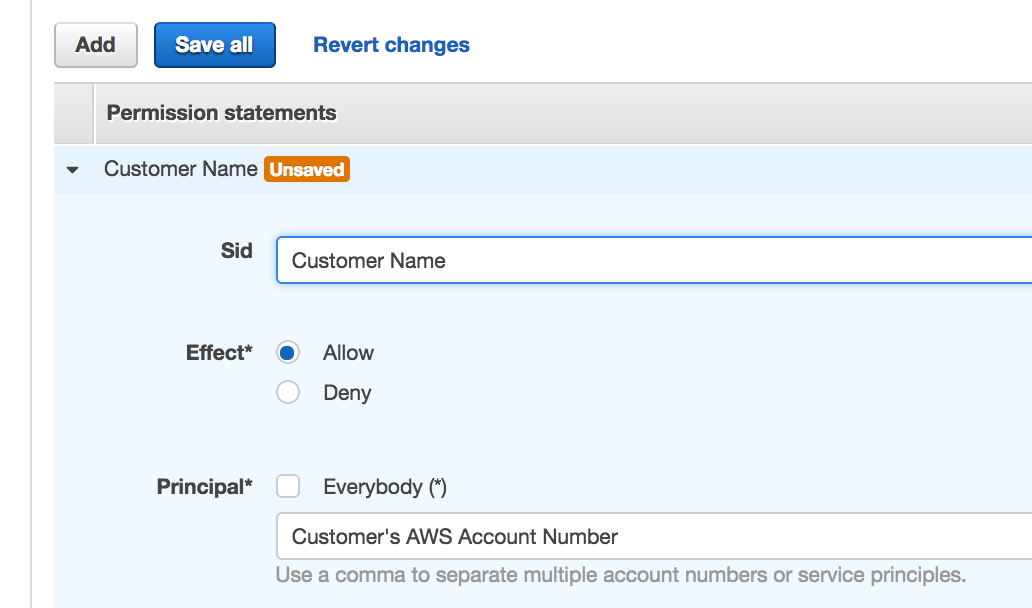 Add Save all Revert changes
Permission statements
Customer Name Unsaved
Sid Customer Name
Effect* Allow
Deny
Principal* Everybody (*)
Customer's AWS Account Number
Use a comma to separate multiple account numbers or service principles.